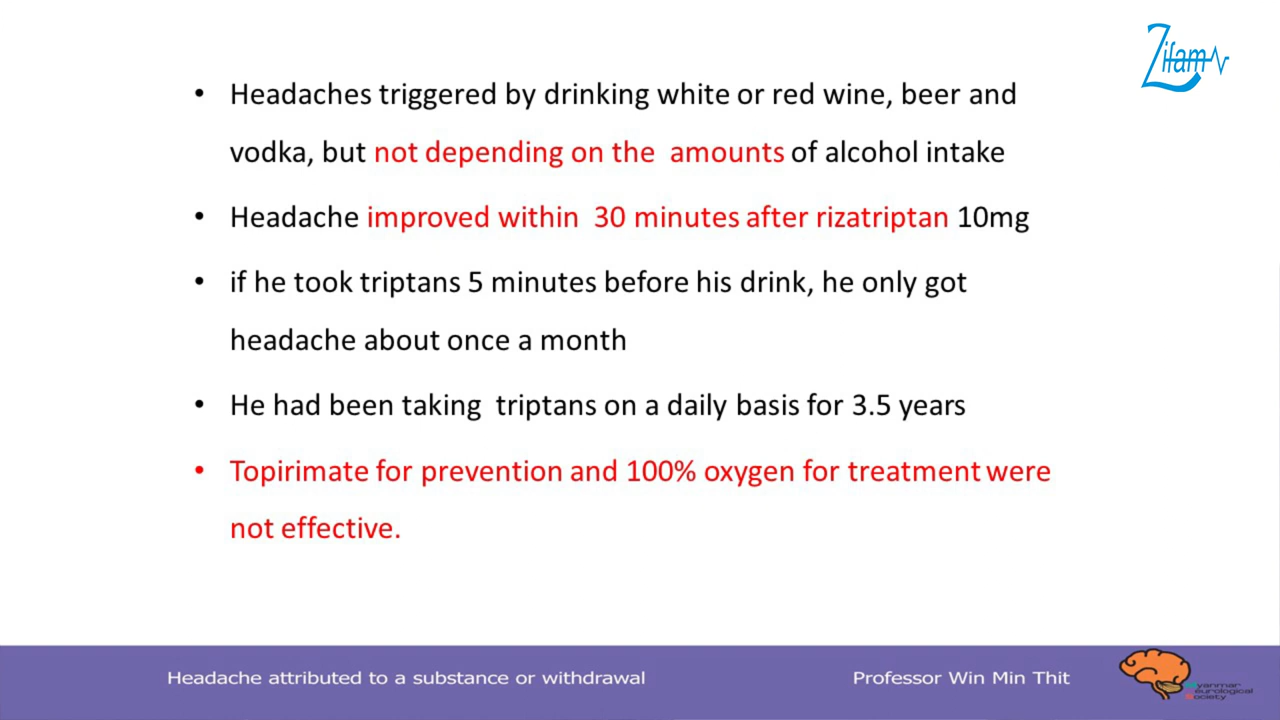 Zifam
• Headaches triggered by drinking white or red wine, beer and
vodka, but not depending on the amounts of alcohol intake
• Headache improved within 30 minutes after rizatriptan 10mg
• if he took triptans 5 minutes before his drink, he only got
headache about once a month
• He had been taking triptans on a daily basis for 3.5 years
• Topirimate for prevention and 100% oxygen for treatment were
not effective.
Headache attributed to a substance or withdrawal
Professor Win Min Thit
Myanmar
Neurological
Society